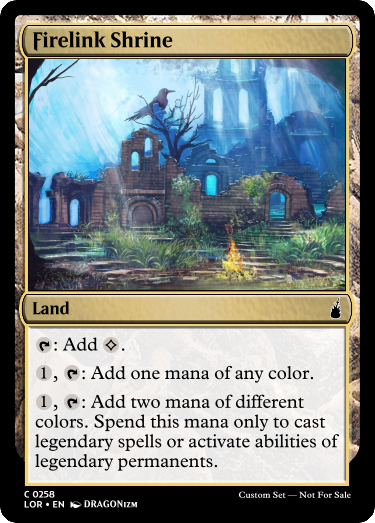 Firelink Shrine
Land
: Add .
1, : Add one mana of any color.
1, : Add two mana of different
colors. Spend this mana only to cast
legendary spells or activate abilities of
legendary permanents.
C 0258
LOR • EN DRAGONIZM
Custom Set — Not For Sale